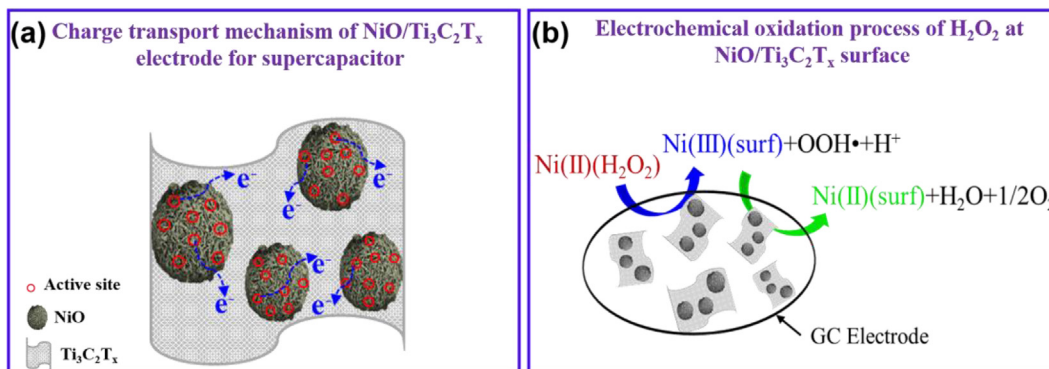 (a) Charge transport mechanism of NiO/Ti₃C₂Tₓ
electrode for supercapacitor
e⁻
e⁻
e⁻
e⁻
e⁻
e⁻
Active site
NiO
Ti₃C₂Tₓ
(b) Electrochemical oxidation process of H₂O₂ at
NiO/Ti₃C₂Tₓ surface
Ni(III)(surf)+OOH•+H⁺
Ni(II)(H₂O₂)
Ni(II)(surf)+H₂O+1/2O₂
GC Electrode